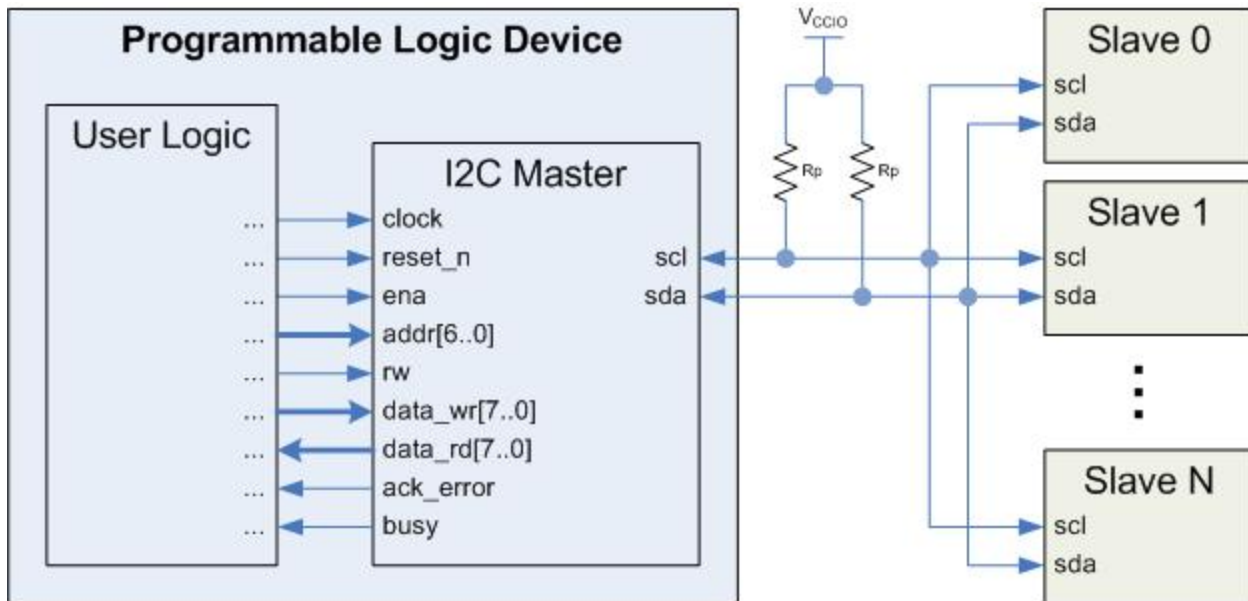 Programmable Logic Device
User Logic
...
...
...
...
...
...
...
...
...
I2C Master
clock
reset_n
ena
addr[6..0]
rw
data_wr[7..0]
data_rd[7..0]
ack_error
busy
scl
sda
VCCIO
Rp
Rp
Slave 0
scl
sda
Slave 1
scl
sda
Slave N
scl
sda